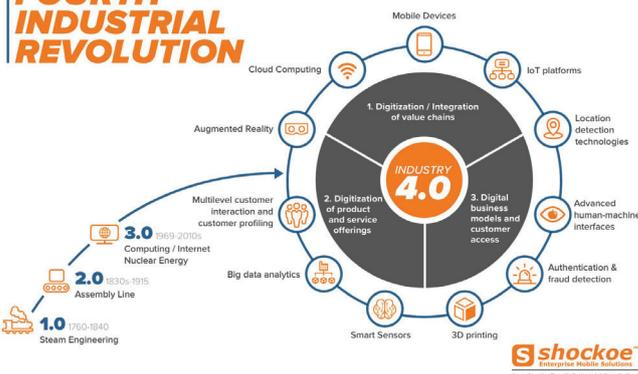 FOURTH
INDUSTRIAL
REVOLUTION
Mobile Devices
Cloud Computing
IoT platforms
Augmented Reality
Location
detection
technologies
1. Digitization / Integration
of value chains
INDUSTRY
4.0
2. Digitization
of product
and service
offerings
3. Digital
business
models and
customer
access
Multilevel customer
interaction and
customer profiling
Advanced
human-machine
interfaces
Big data analytics
Authentication &
fraud detection
Smart Sensors
3D printing
3.0 1969-2010s
Computing / Internet
Nuclear Energy
2.0 1830s-1915
Assembly Line
1.0 1760-1840
Steam Engineering
S shockoe™
Enterprise Mobile Solutions